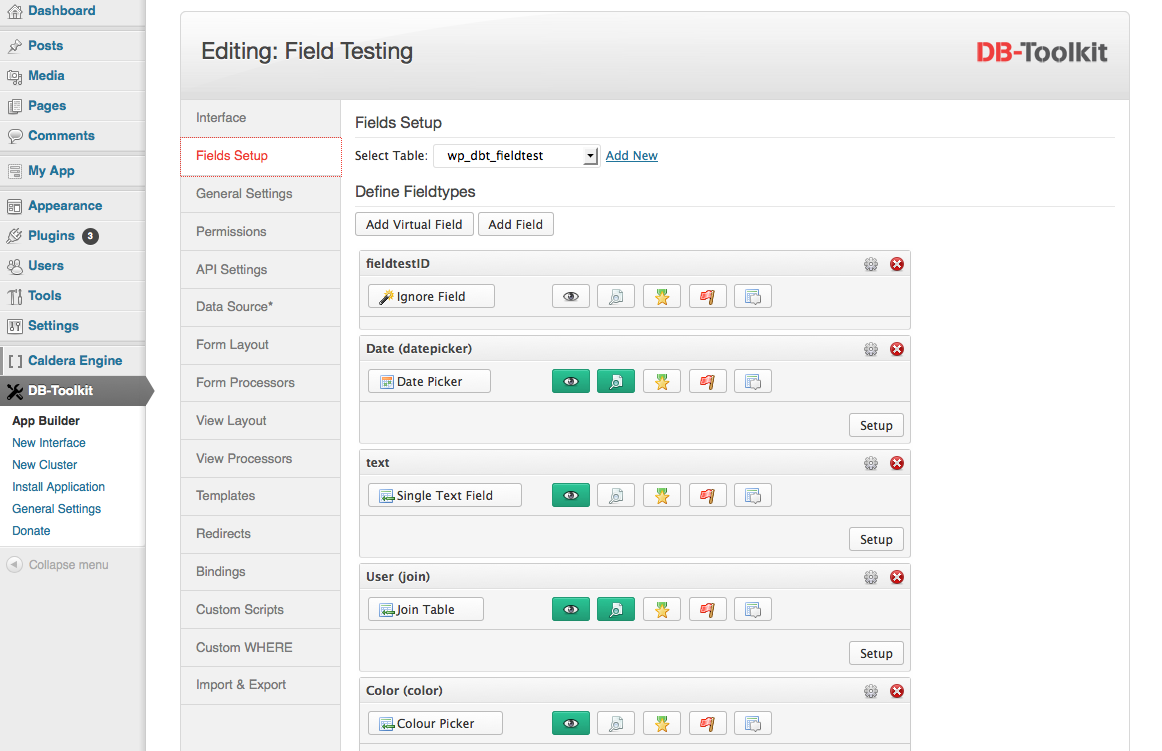 Dashboard
Posts
Media
Pages
Comments
My App
Appearance
Plugins 3
Users
Tools
Settings
[ ] Caldera Engine
DB-Toolkit
App Builder
New Interface
New Cluster
Install Application
General Settings
Donate
Collapse menu
Editing: Field Testing
DB-Toolkit
Interface
Fields Setup
General Settings
Permissions
API Settings
Data Source*
Form Layout
Form Processors
View Layout
View Processors
Templates
Redirects
Bindings
Custom Scripts
Custom WHERE
Import & Export
Fields Setup
Select Table: wp_dbt_fieldtest Add New
Define Fieldtypes
Add Virtual Field Add Field
fieldtestID
Ignore Field
Date (datepicker)
Date Picker
Setup
text
Single Text Field
Setup
User (join)
Join Table
Setup
Color (color)
Colour Picker